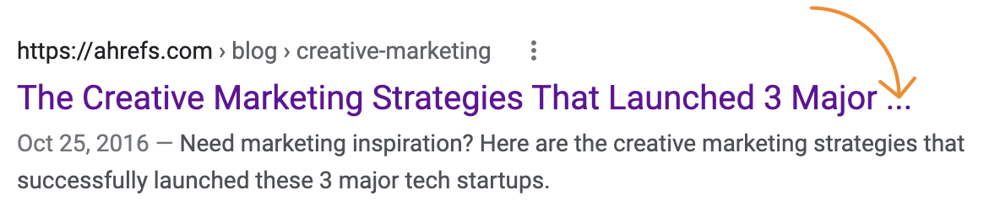 https://ahrefs.com › blog › creative-marketing
The Creative Marketing Strategies That Launched 3 Major ...
Oct 25, 2016 — Need marketing inspiration? Here are the creative marketing strategies that
successfully launched these 3 major tech startups.